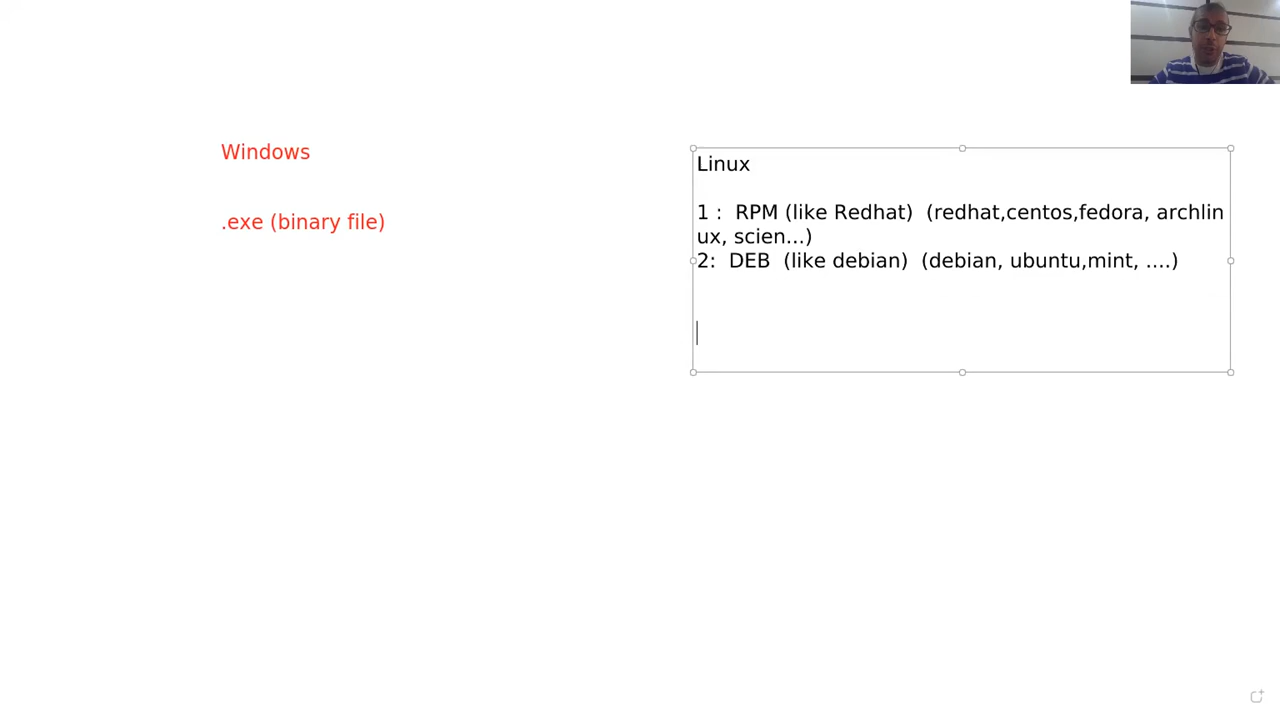 Windows
.exe (binary file)
Linux
1 :  RPM (like Redhat)  (redhat,centos,fedora, archlin
ux, scien...)
2:  DEB  (like debian)  (debian, ubuntu,mint, ....)